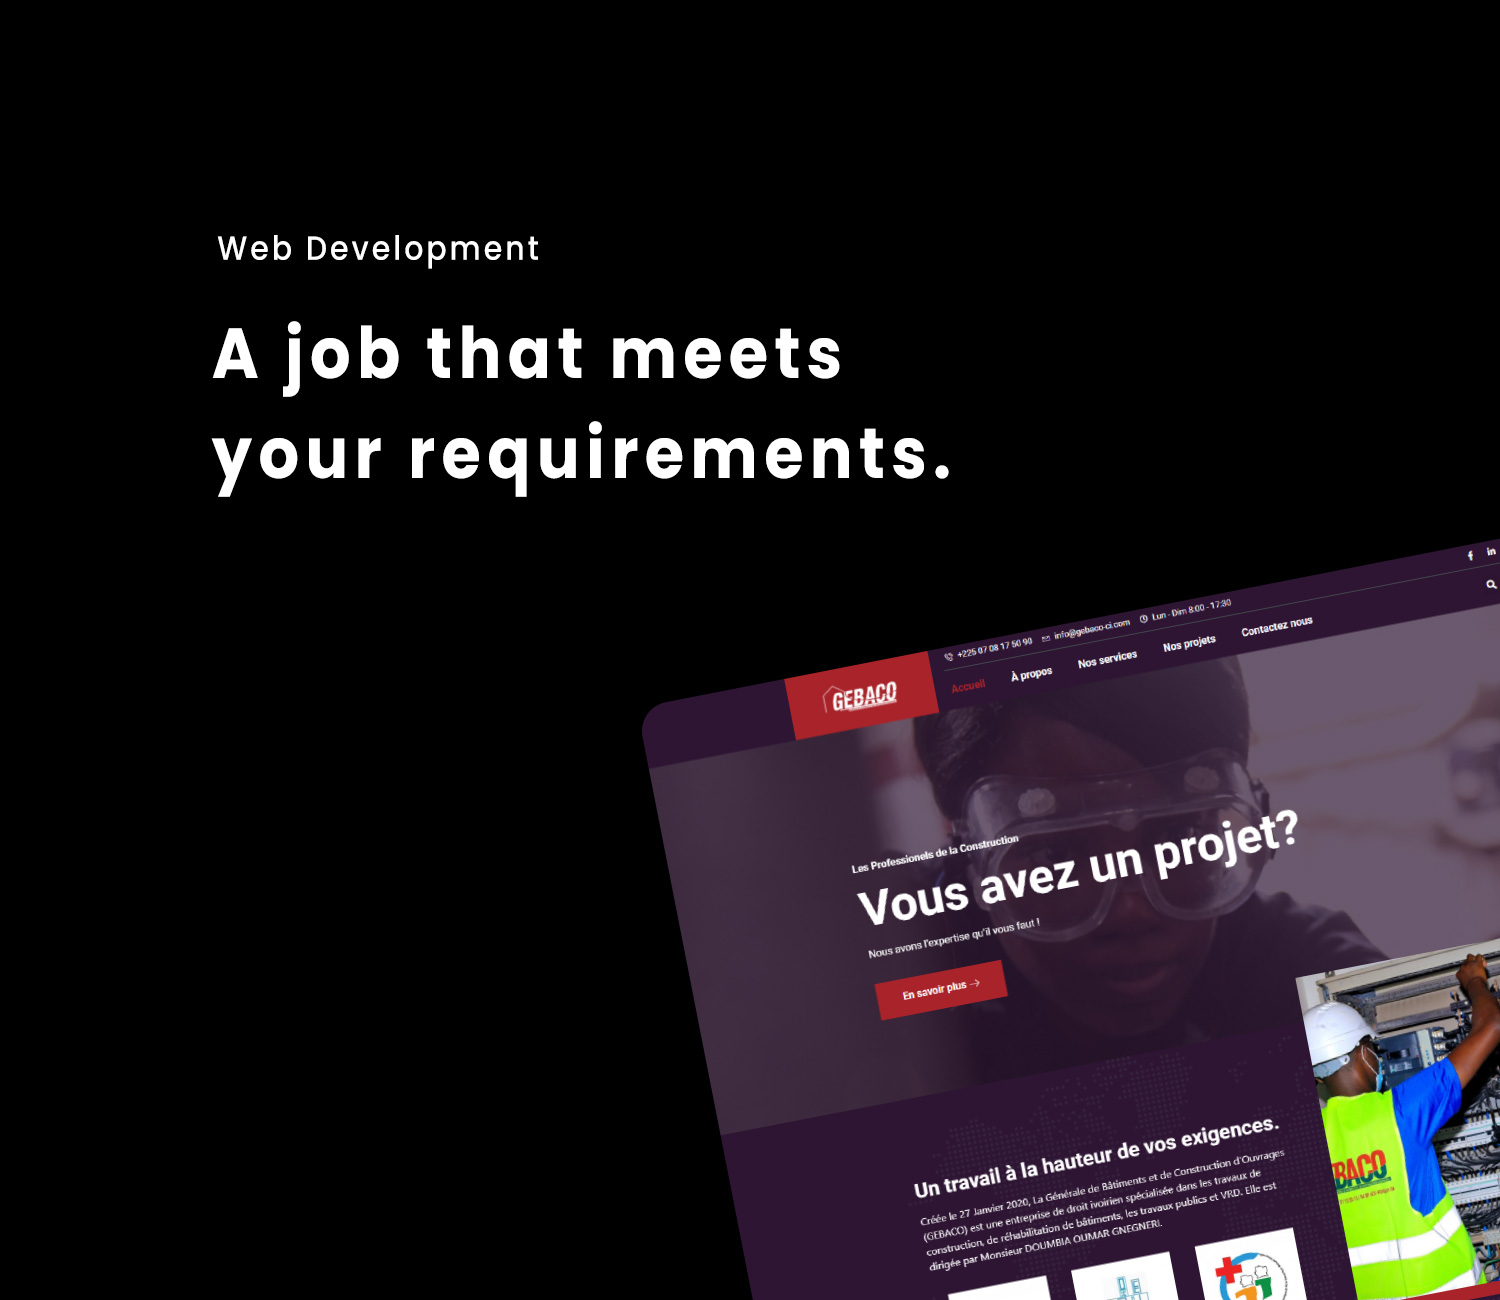 Web Development
A job that meets
your requirements.
+225 07 08 17 50 90 info@gebaco-ci.com Lun - Dim 8:00 - 17:30
GEBACO
Accueil À propos Nos services Nos projets Contactez nous
Les Professionels de la Construction
Vous avez un projet?
Nous avons l'expertise qu'il vous faut !
En savoir plus →
Un travail à la hauteur de vos exigences.
Créée le 27 Janvier 2020, La Générale de Bâtiments et de Construction d'Ouvrages
(GEBACO) est une entreprise de droit ivoirien spécialisée dans les travaux de
construction, de réhabilitation de bâtiments, les travaux publics et VRD. Elle est
dirigée par Monsieur DOUMBIA OUMAR GNEGNERI.
BACO